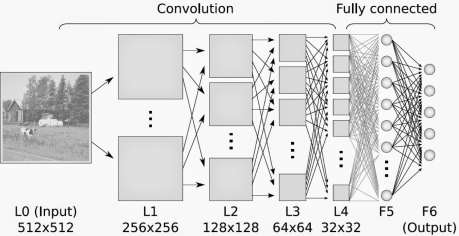 Convolution
Fully connected
L0 (Input)
512x512
L1
256x256
L2
128x128
L3
64x64
L4
32x32
F5
F6
(Output)